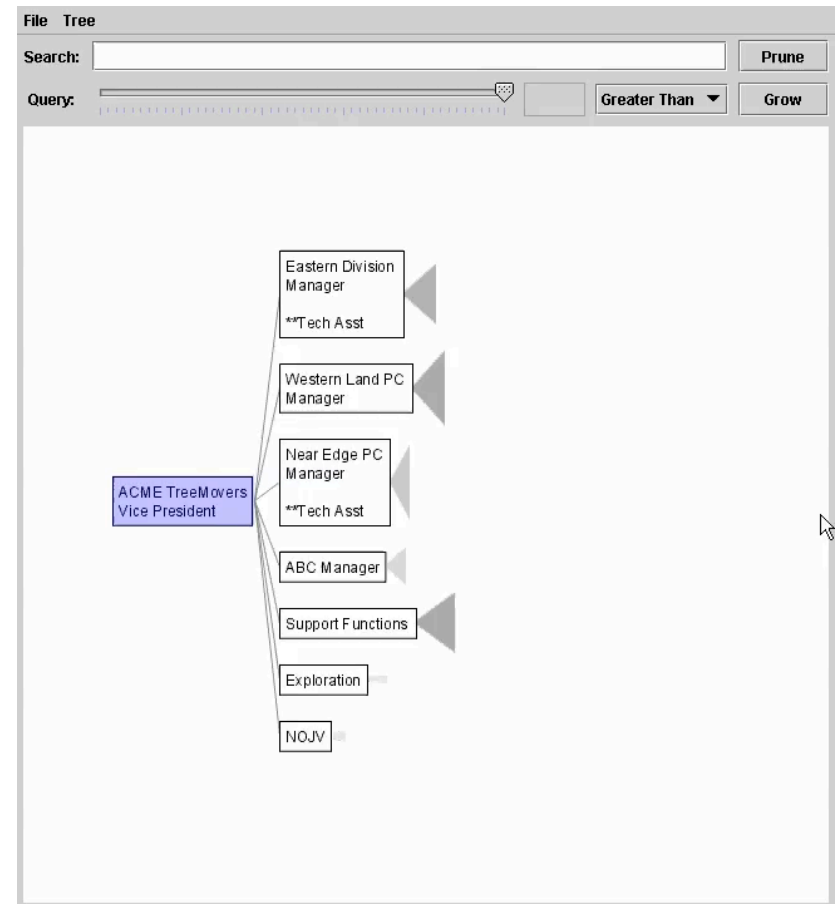 File Tree
Search:
Prune
Query:
Greater Than
Grow
Eastern Division
Manager
**Tech Asst
Western Land PC
Manager
Near Edge PC
Manager
**Tech Asst
ACME TreeMovers
Vice President
ABC Manager
Support Functions
Exploration
NOJV